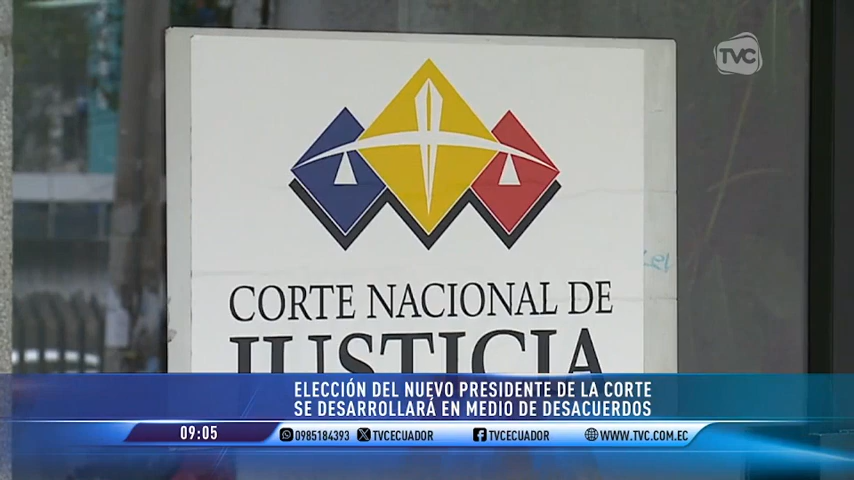 TVC
CORTE NACIONAL DE
JUSTICIA
ELECCIÓN DEL NUEVO PRESIDENTE DE LA CORTE
SE DESARROLLARÁ EN MEDIO DE DESACUERDOS
09:05
0985184393 TVCECUADOR TVCECUADOR WWW.TVC.COM.EC